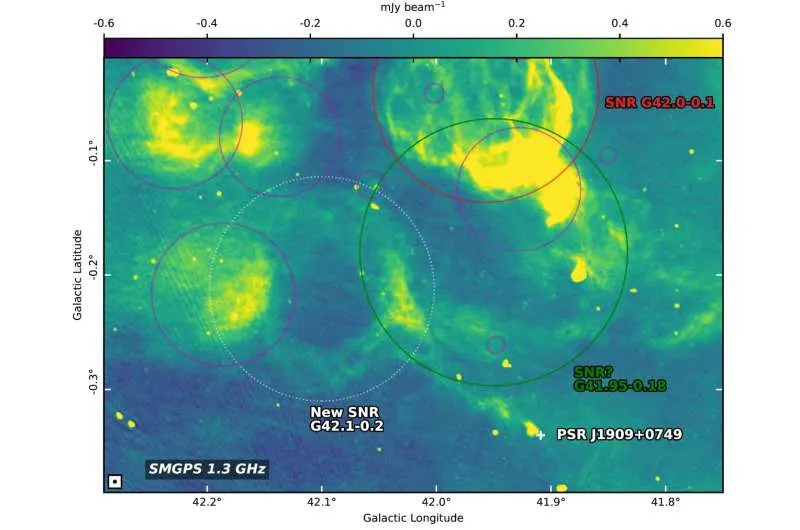 mJy beam⁻¹
-0.6 -0.4 -0.2 0.0 0.2 0.4 0.6
SNR G42.0-0.1
-0.1°
Galactic Latitude
-0.2°
SNR?
G41.95-0.18
-0.3°
New SNR
G42.1-0.2
PSR J1909+0749
SMGPS 1.3 GHz
42.2° 42.1° 42.0° 41.9° 41.8°
Galactic Longitude